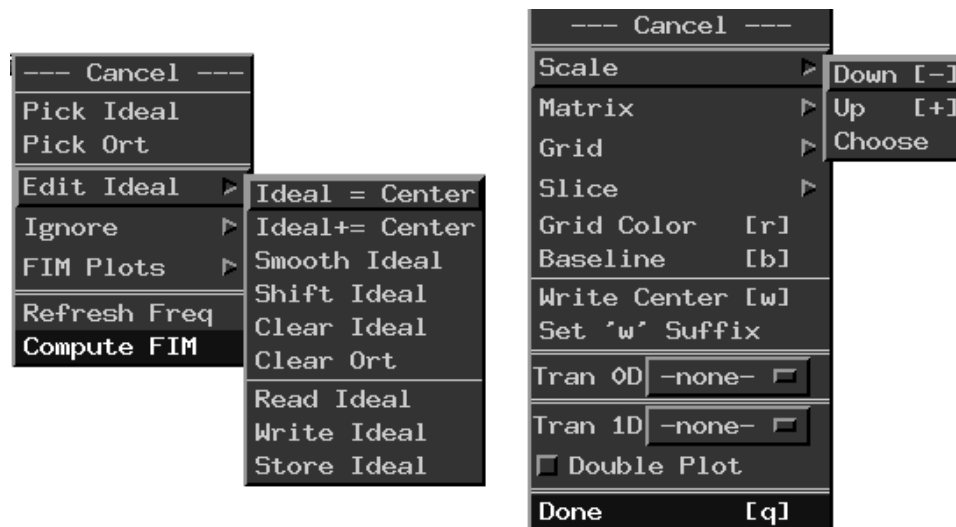 --- Cancel ---
Pick Ideal
Pick Ort
Edit Ideal
Ignore
FIM Plots
Refresh Freq
Compute FIM
Ideal = Center
Ideal+= Center
Smooth Ideal
Shift Ideal
Clear Ideal
Clear Ort
Read Ideal
Write Ideal
Store Ideal
--- Cancel ---
Scale
Matrix
Grid
Slice
Grid Color [r]
Baseline [b]
Write Center [w]
Set 'w' Suffix
Tran 0D -none-
Tran 1D -none-
Double Plot
Done [q]
Down [-]
Up [+]
Choose